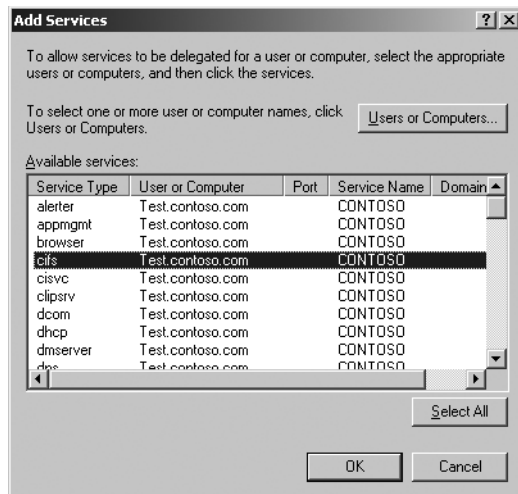 Add Services
To allow services to be delegated for a user or computer, select the appropriate
users or computers, and then click the services.
To select one or more user or computer names, click
Users or Computers.
Users or Computers...
Available services:
Service Type User or Computer Port Service Name Domain
alerter Test.contoso.com CONTOSO
appmgmt Test.contoso.com CONTOSO
browser Test.contoso.com CONTOSO
cifs Test.contoso.com CONTOSO
cisvc Test.contoso.com CONTOSO
clipsrv Test.contoso.com CONTOSO
dcom Test.contoso.com CONTOSO
dhcp Test.contoso.com CONTOSO
dmserver Test.contoso.com CONTOSO
dns Test.contoso.com CONTOSO
Select All
OK Cancel